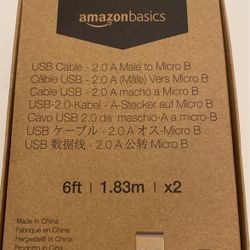 amazonbasics
USB Cable - 2.0 A Male to Micro B
Câble USB - 2.0 A (Mâle) Vers Micro B
Cable USB - 2.0 A macho a Micro B
USB-2.0-Kabel - A-Stecker auf Micro B
Cavo USB 2.0 da maschio-A a micro-B
USB ケーブル - 2.0 A オス-Micro B
USB 数据线 - 2.0 A 公转 Micro B
6ft | 1.83m | x2
Made in China
Fabriqué en Chine
Hergestellt in China
Prodotto in Cina